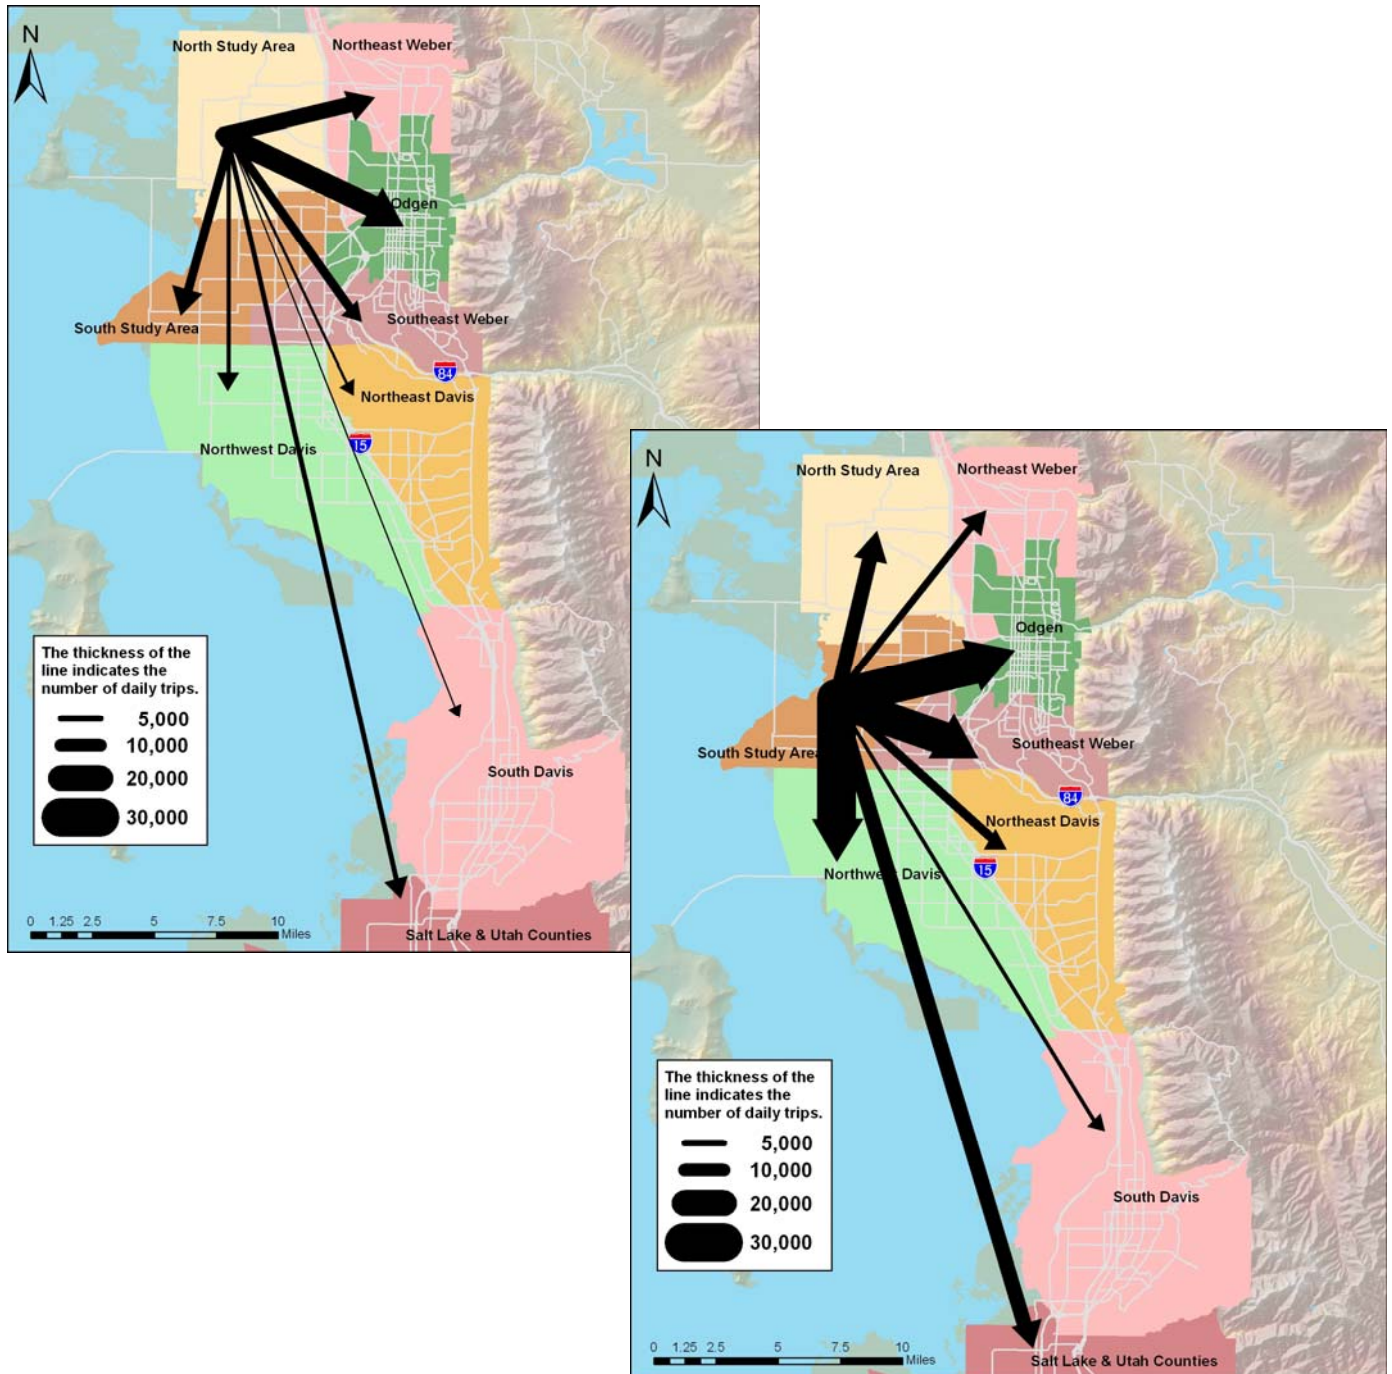 N
North Study Area
Northeast Weber
Odgen
South Study Area
Southeast Weber
84
Northeast Davis
15
Northwest Davis
The thickness of the
line indicates the
number of daily trips.
5,000
10,000
20,000
30,000
South Davis
0 1.25 2.5 5 7.5 10
Miles
Salt Lake & Utah Counties
N
North Study Area
Northeast Weber
Odgen
Southeast Weber
South Study Area
84
Northeast Davis
15
Northwest Davis
The thickness of the
line indicates the
number of daily trips.
5,000
10,000
20,000
30,000
South Davis
0 1.25 2.5 5 7.5 10
Miles
Salt Lake & Utah Counties